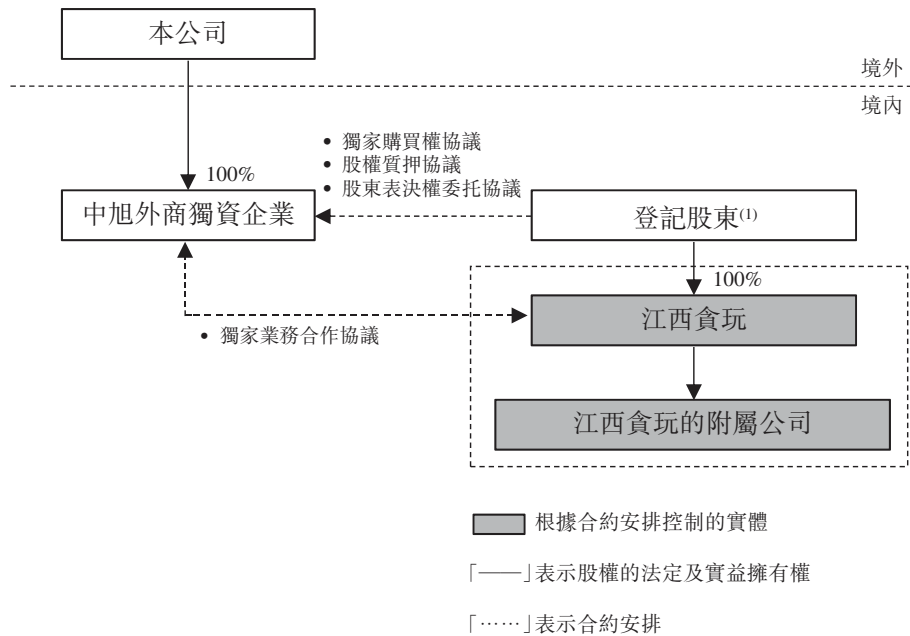 本公司
境外
境內
• 獨家購買權協議
• 股權質押協議
• 股東表決權委托協議
100%
中旭外商獨資企業
登記股東(1)
100%
江西貪玩
• 獨家業務合作協議
江西貪玩的附屬公司
根據合約安排控制的實體
「——」表示股權的法定及實益擁有權
「……」表示合約安排